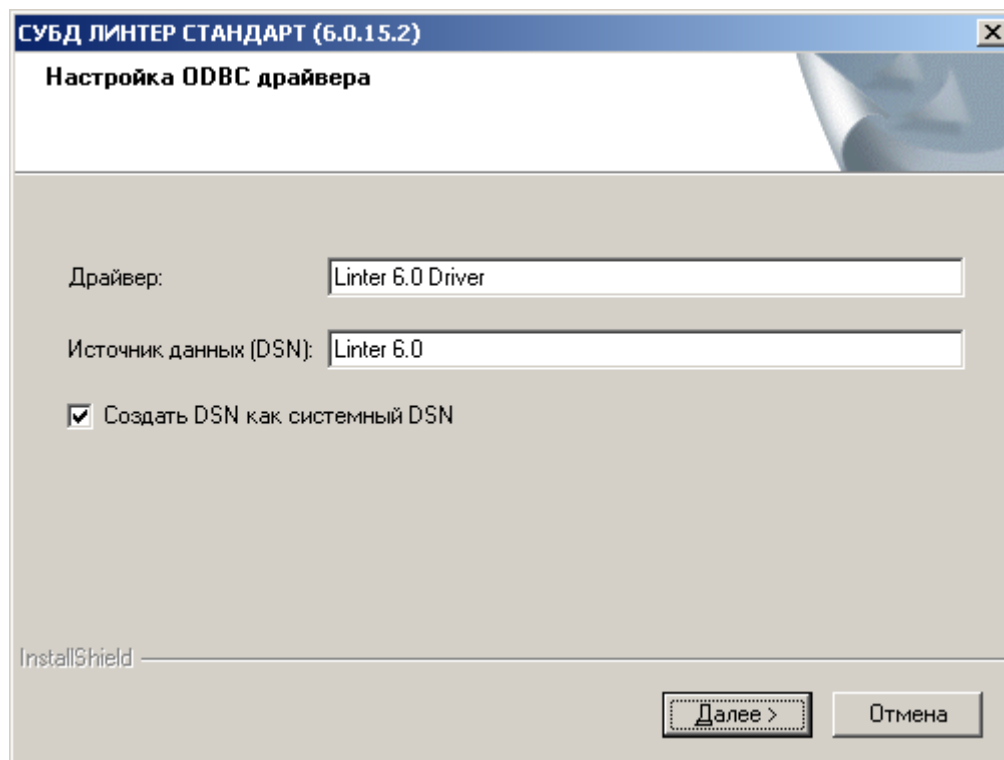 СУБД ЛИНТЕР СТАНДАРТ (6.0.15.2)
Настройка ODBC драйвера
Драйвер: Linter 6.0 Driver
Источник данных (DSN): Linter 6.0
Создать DSN как системный DSN
InstallShield
Далее > Отмена